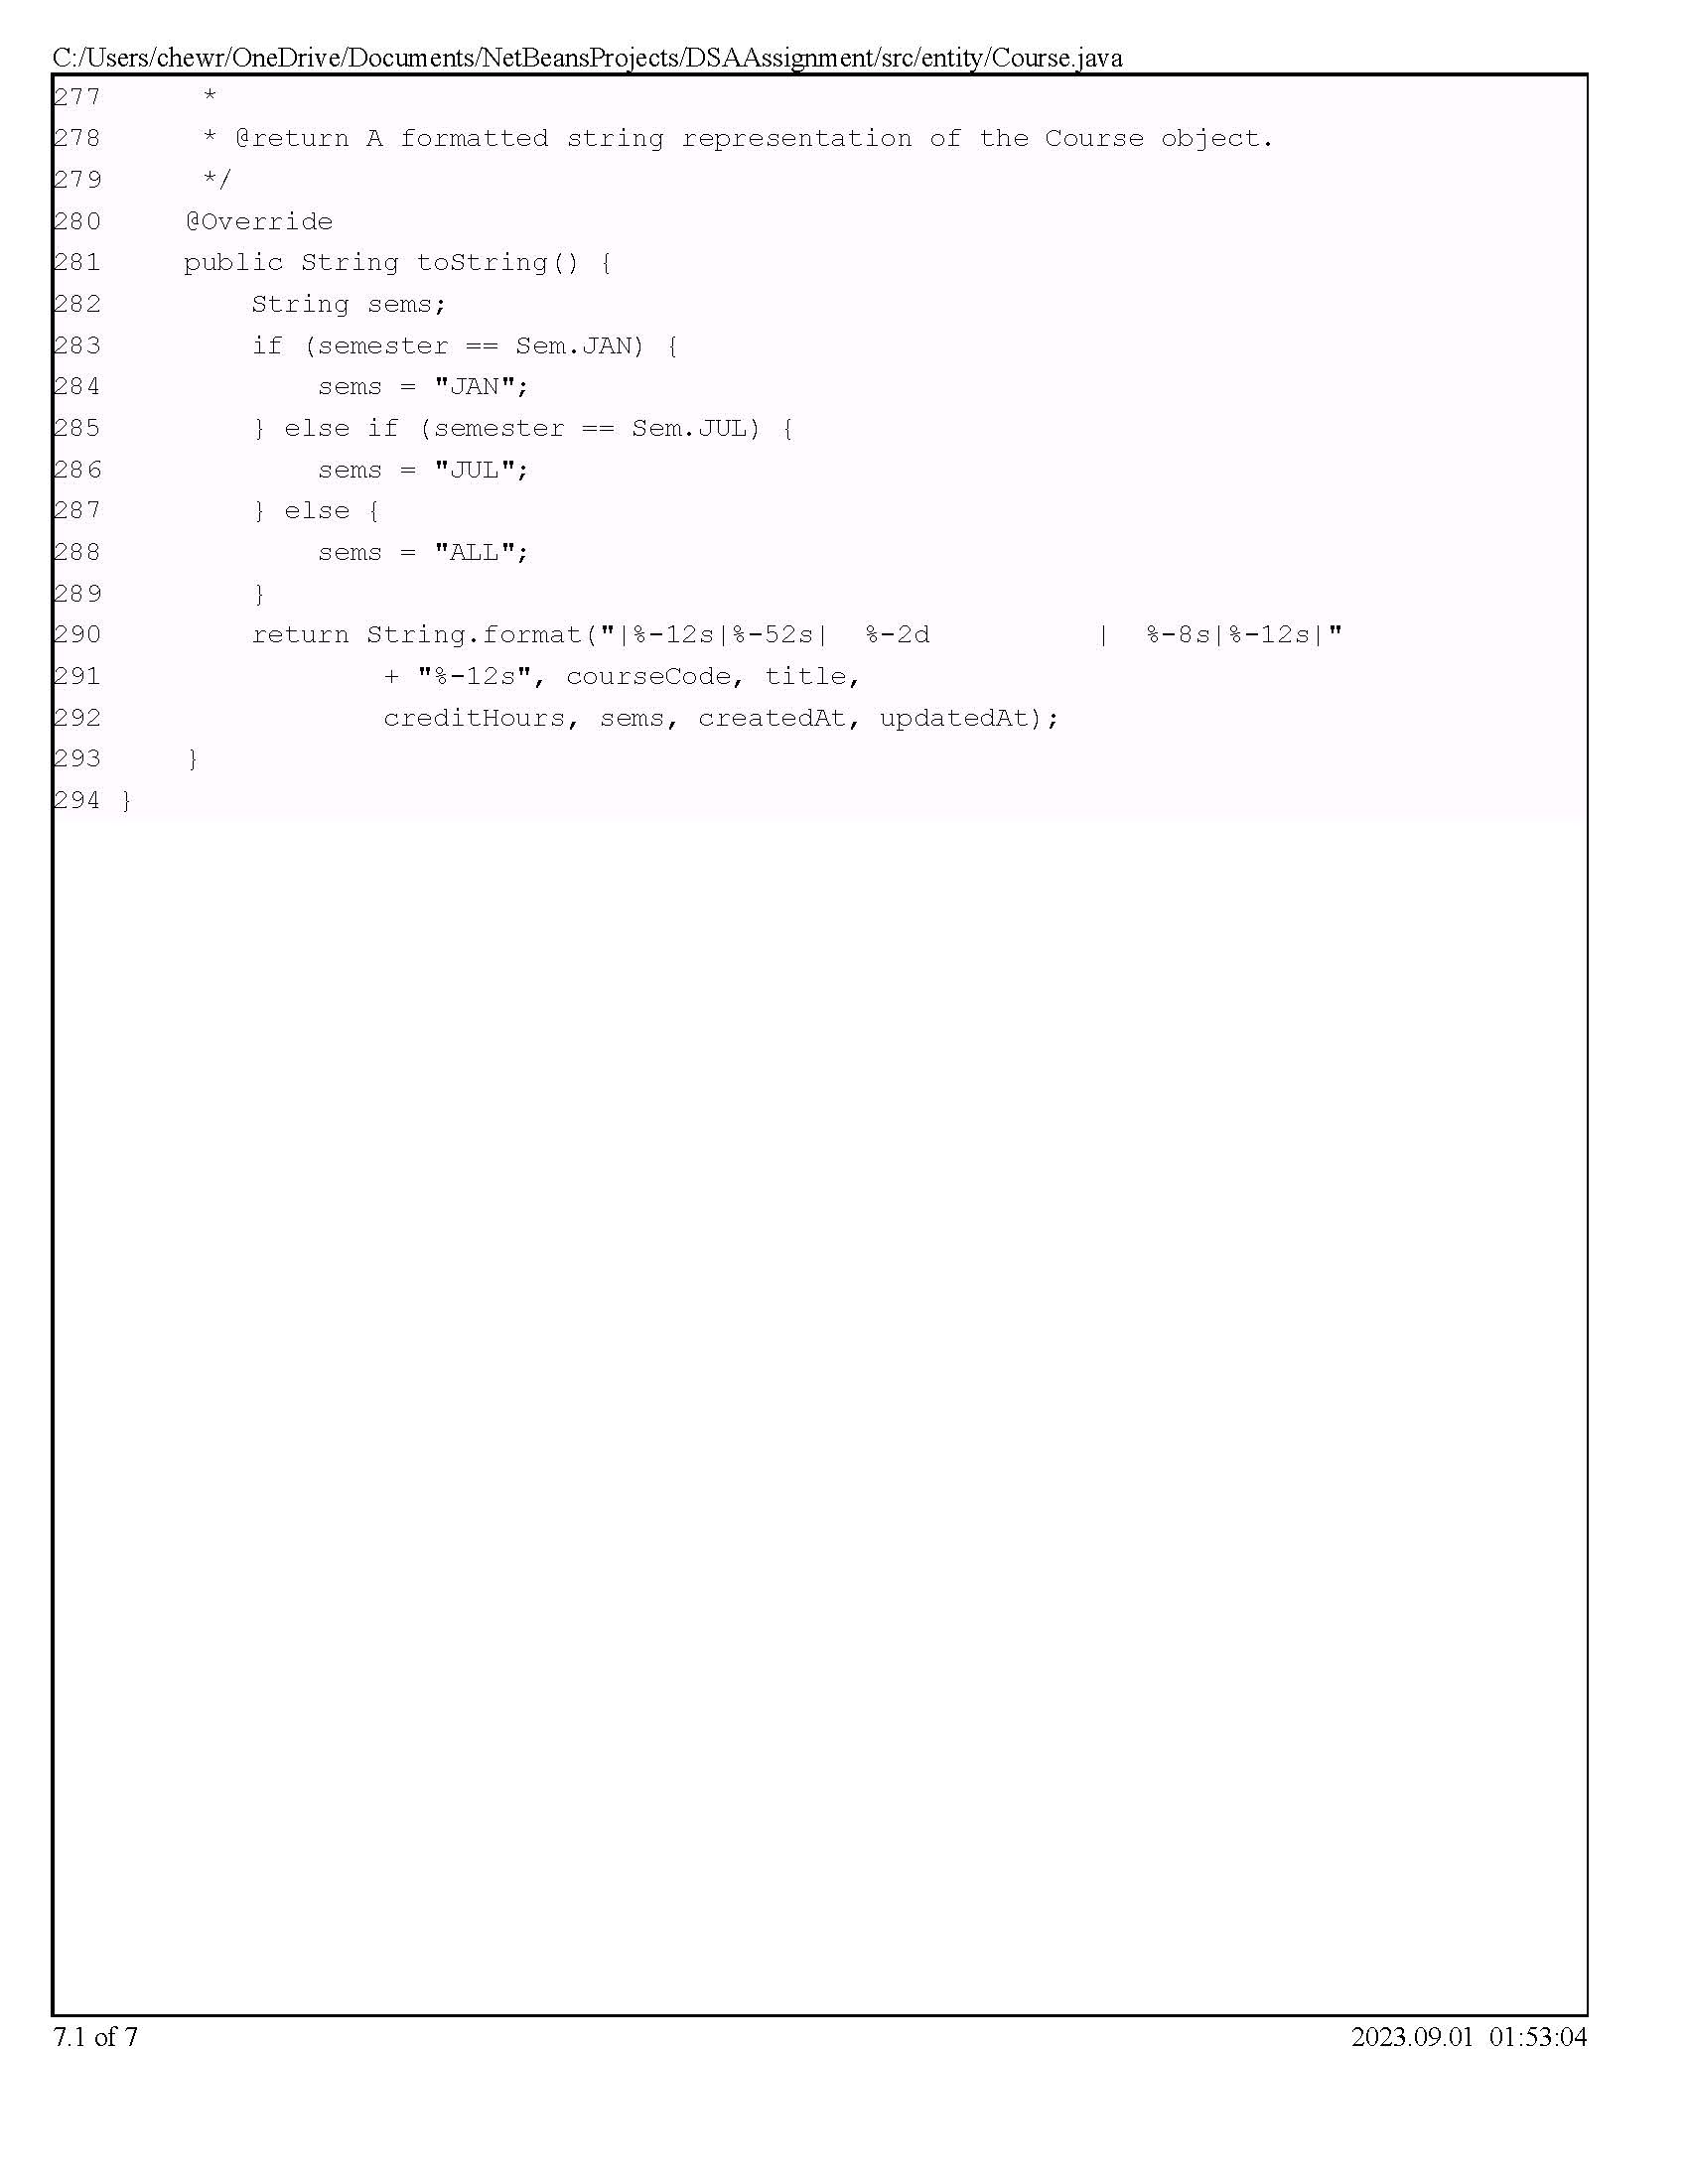 C:/Users/chewr/OneDrive/Documents/NetBeansProjects/DSAAssignment/src/entity/Course.java
277      *
278      * @return A formatted string representation of the Course object.
279      */
280     @Override
281     public String toString() {
282         String sems;
283         if (semester == Sem.JAN) {
284             sems = "JAN";
285         } else if (semester == Sem.JUL) {
286             sems = "JUL";
287         } else {
288             sems = "ALL";
289         }
290         return String.format("|%-12s|%-52s|  %-2d          |  %-8s|%-12s|"
291                 + "%-12s", courseCode, title,
292                 creditHours, sems, createdAt, updatedAt);
293     }
294 }
7.1 of 7
2023.09.01  01:53:04